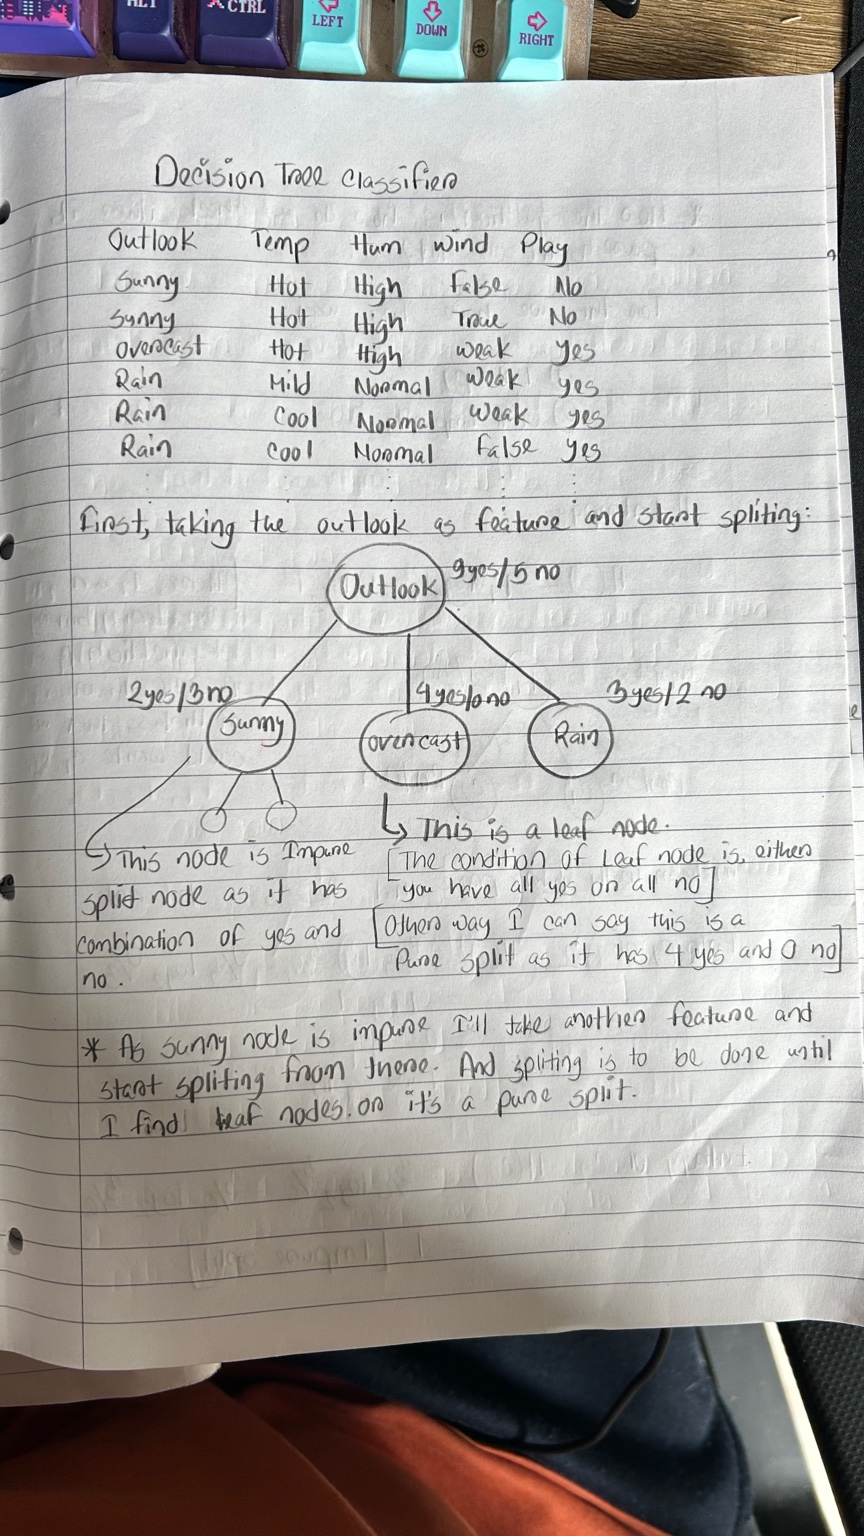 ALT
CTRL
LEFT
DOWN
RIGHT
Decision Tree Classifier
Outlook Temp Hum Wind Play
Sunny Hot High False No
Sunny Hot High True No
Overcast Hot High Weak Yes
Rain Mild Normal Weak yes
Rain Cool Normal Weak yes
Rain Cool Normal False yes
First, taking the outlook as feature and start spliting:
Outlook 9yes/5 no
2yes/3no 4yes/0no 3yes/2 no
Sunny Overcast Rain
↳ This is a leaf node.
↳ This node is Impure [The condition of Leaf node is, either
split node as it has you have all yes or all no]
combination of yes and [Other way I can say this is a
no. Pure split as it has 4 yes and 0 no]
* As sunny node is impure I'll take another feature and
start spliting from there. And spliting is to be done until
I find leaf nodes. or it's a pure split.